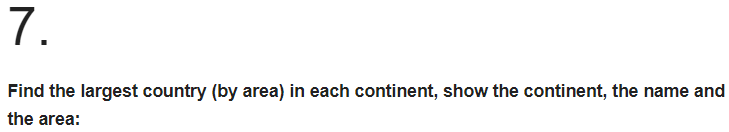 7.
Find the largest country (by area) in each continent, show the continent, the name and
the area: